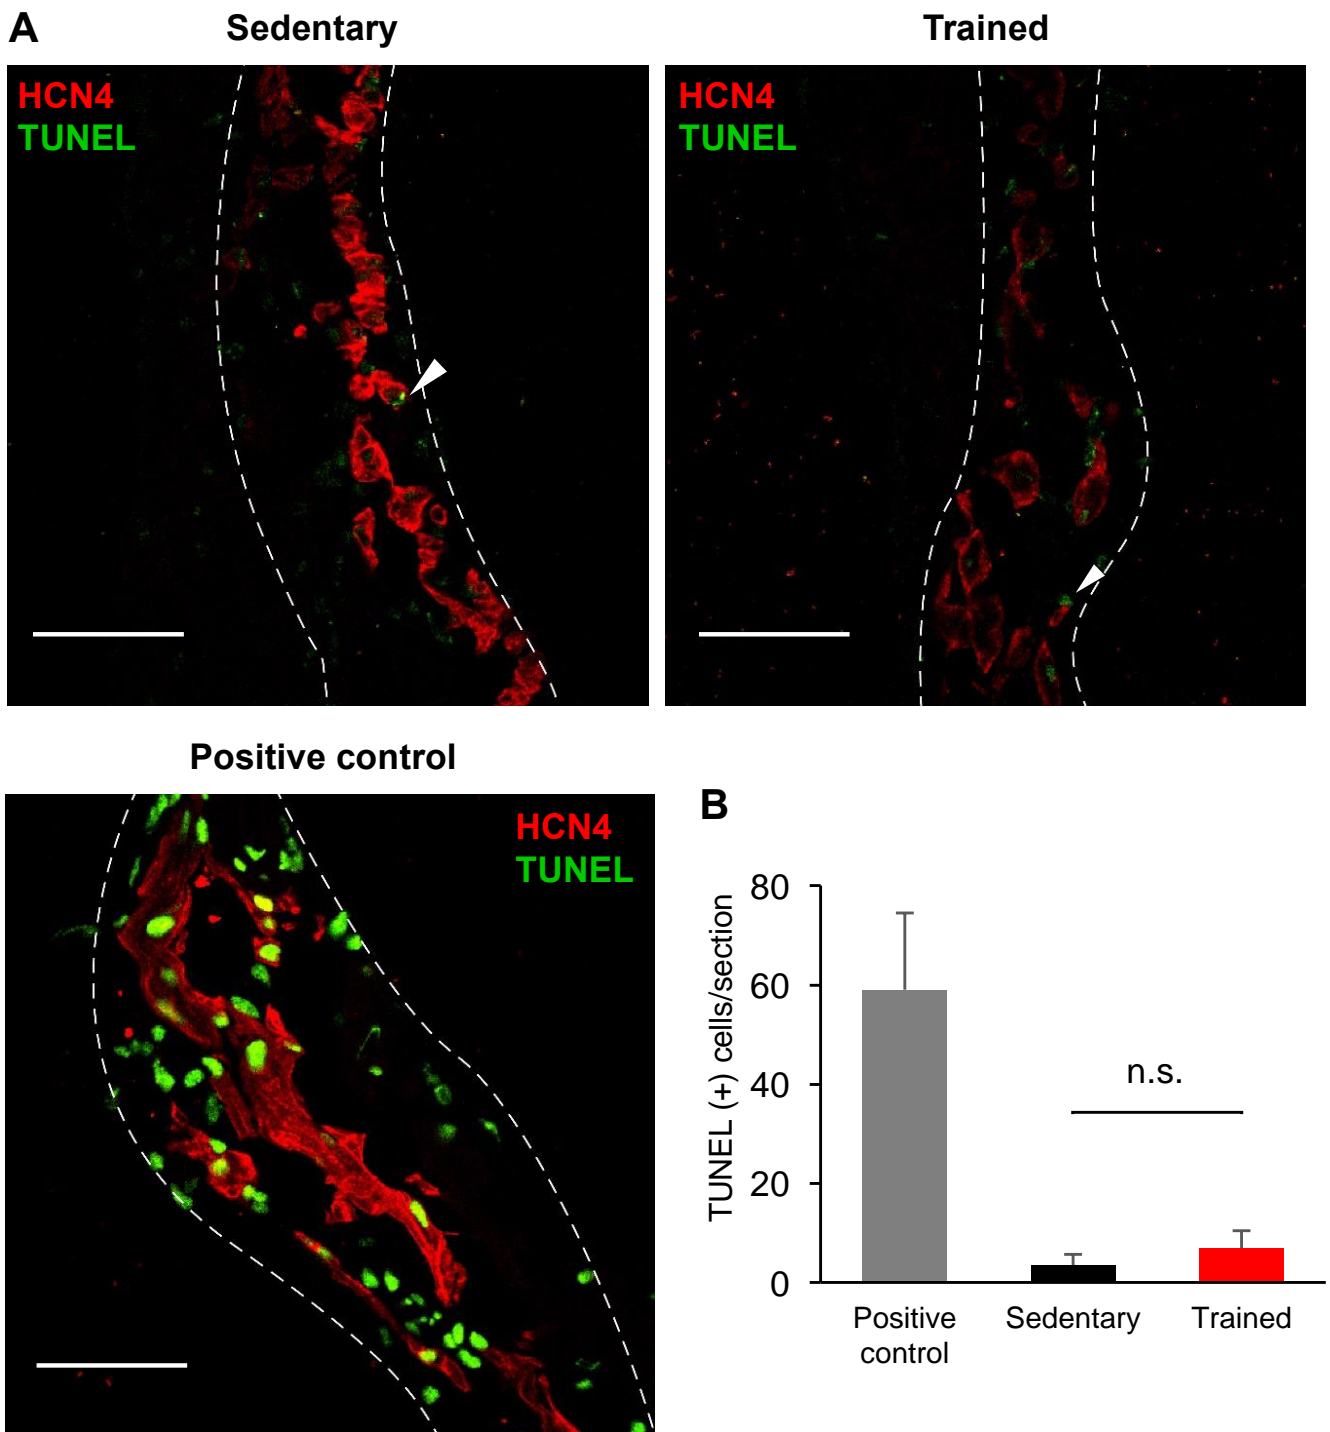 A
Sedentary
Trained
HCN4
TUNEL
HCN4
TUNEL
Positive control
HCN4
TUNEL
B
TUNEL (+) cells/section
80
60
40
20
0
n.s.
Positive
control
Sedentary
Trained